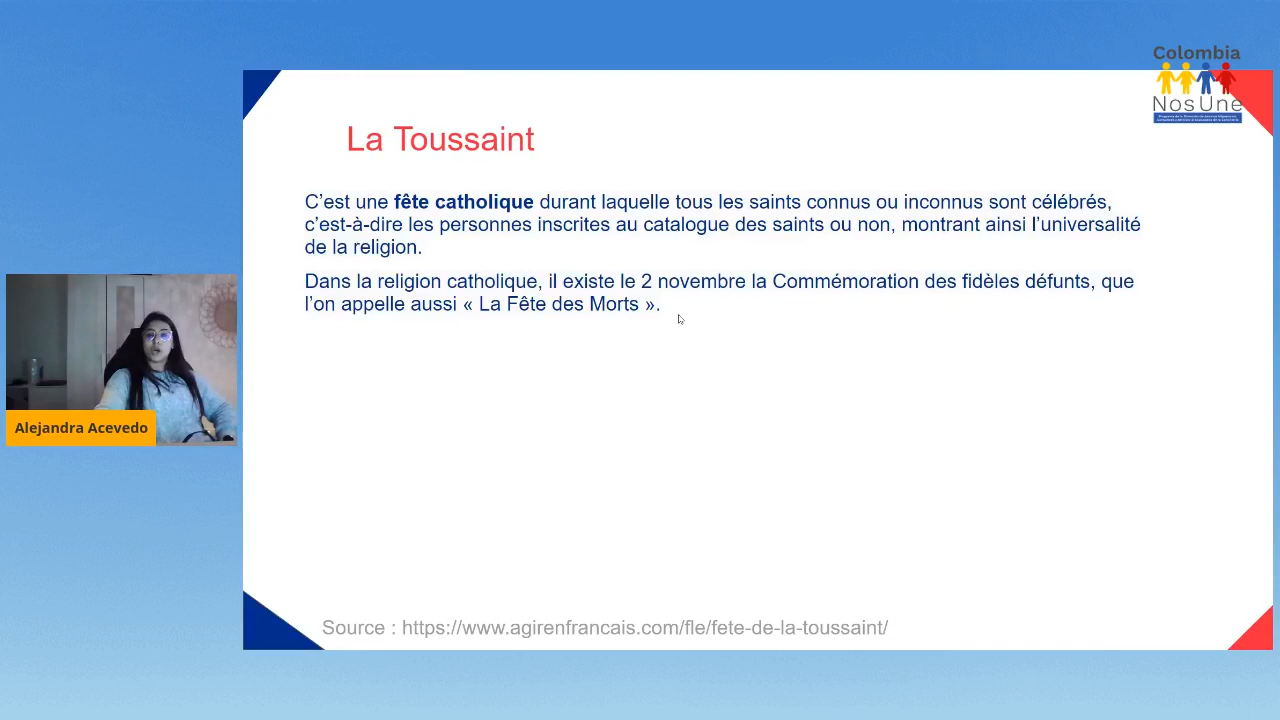 Colombia
NosUne
La Toussaint
C’est une fête catholique durant laquelle tous les saints connus ou inconnus sont célébrés,
c’est-à-dire les personnes inscrites au catalogue des saints ou non, montrant ainsi l’universalité
de la religion.
Dans la religion catholique, il existe le 2 novembre la Commémoration des fidèles défunts, que
l’on appelle aussi « La Fête des Morts ».
Alejandra Acevedo
Source : https://www.agirenfrancais.com/fle/fete-de-la-toussaint/